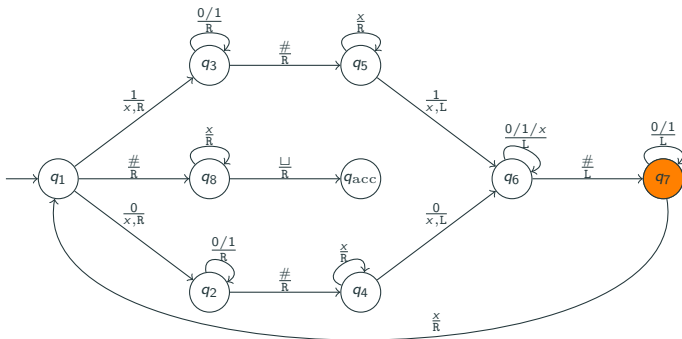 0/1
R
#
R
x
R
q3
q5
1
x,R
1
x,L
#
R
x
R
⊔
R
0/1/x
L
#
L
0/1
L
q1
q8
qacc
q6
q7
0
x,R
0
x,L
0/1
R
#
R
x
R
q2
q4
x
R